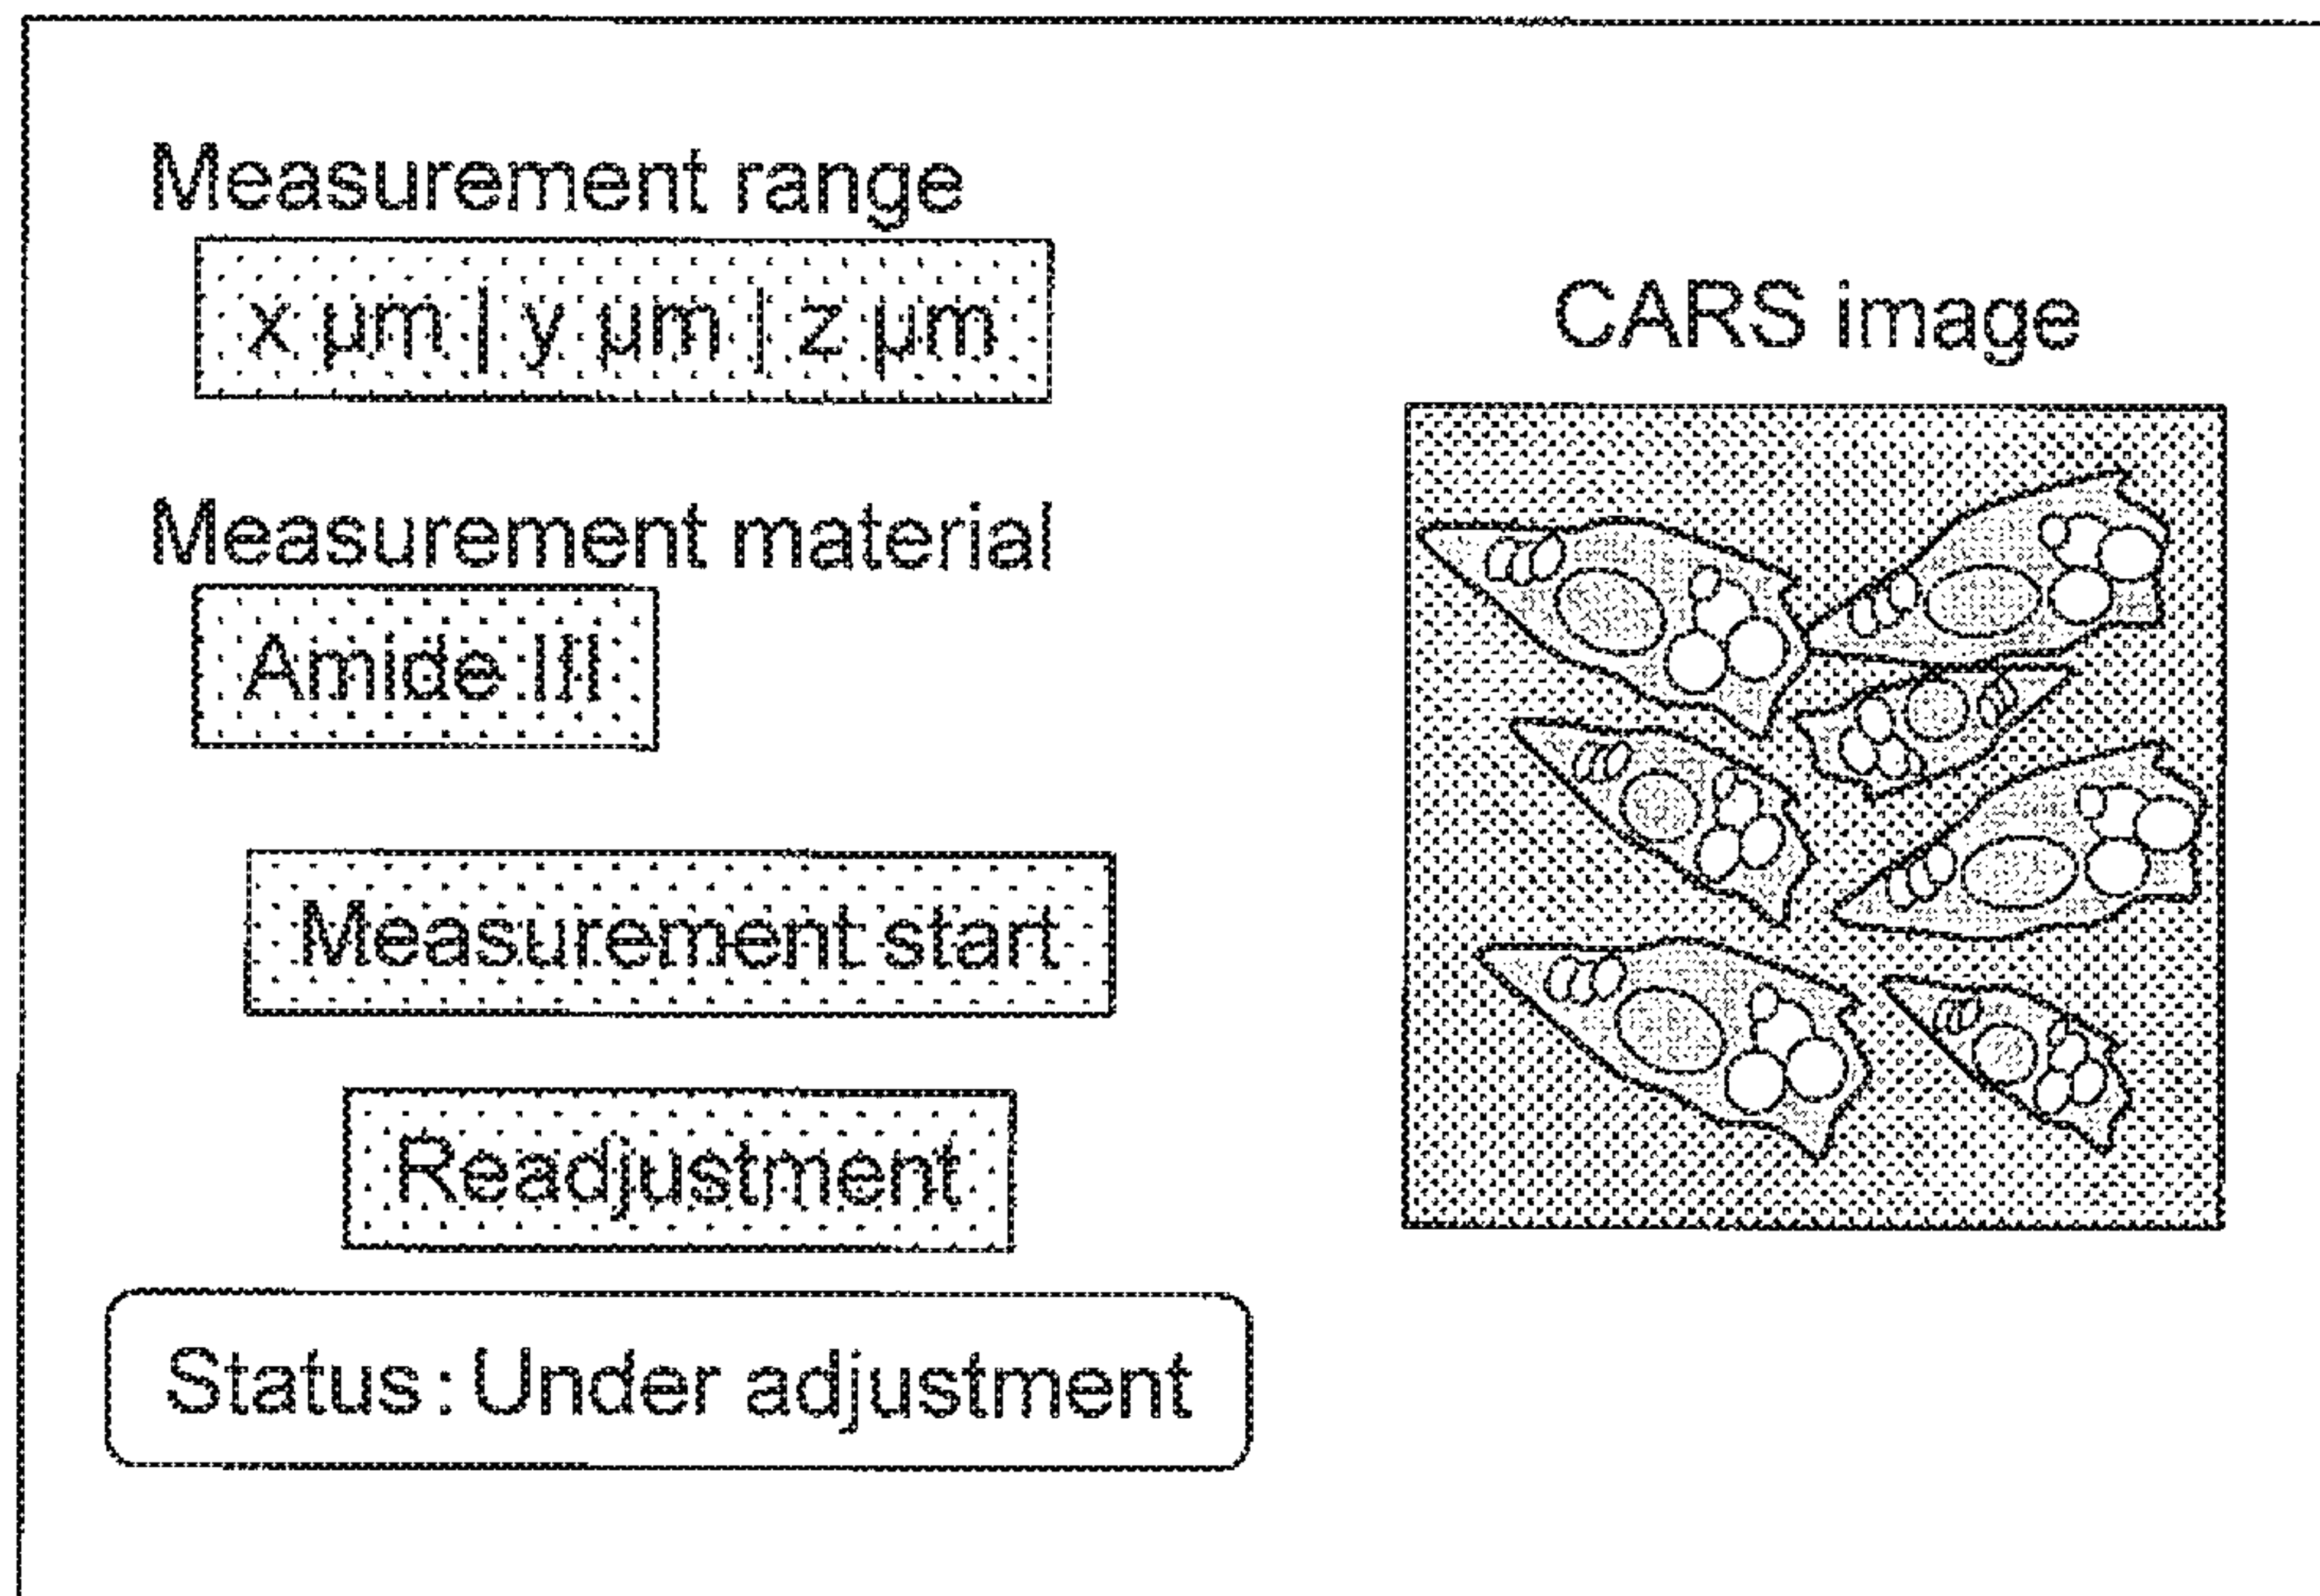 Measurement range
x µm | y µm | z µm
Measurement material
Amide III
Measurement start
Readjustment
Status: Under adjustment
CARS image